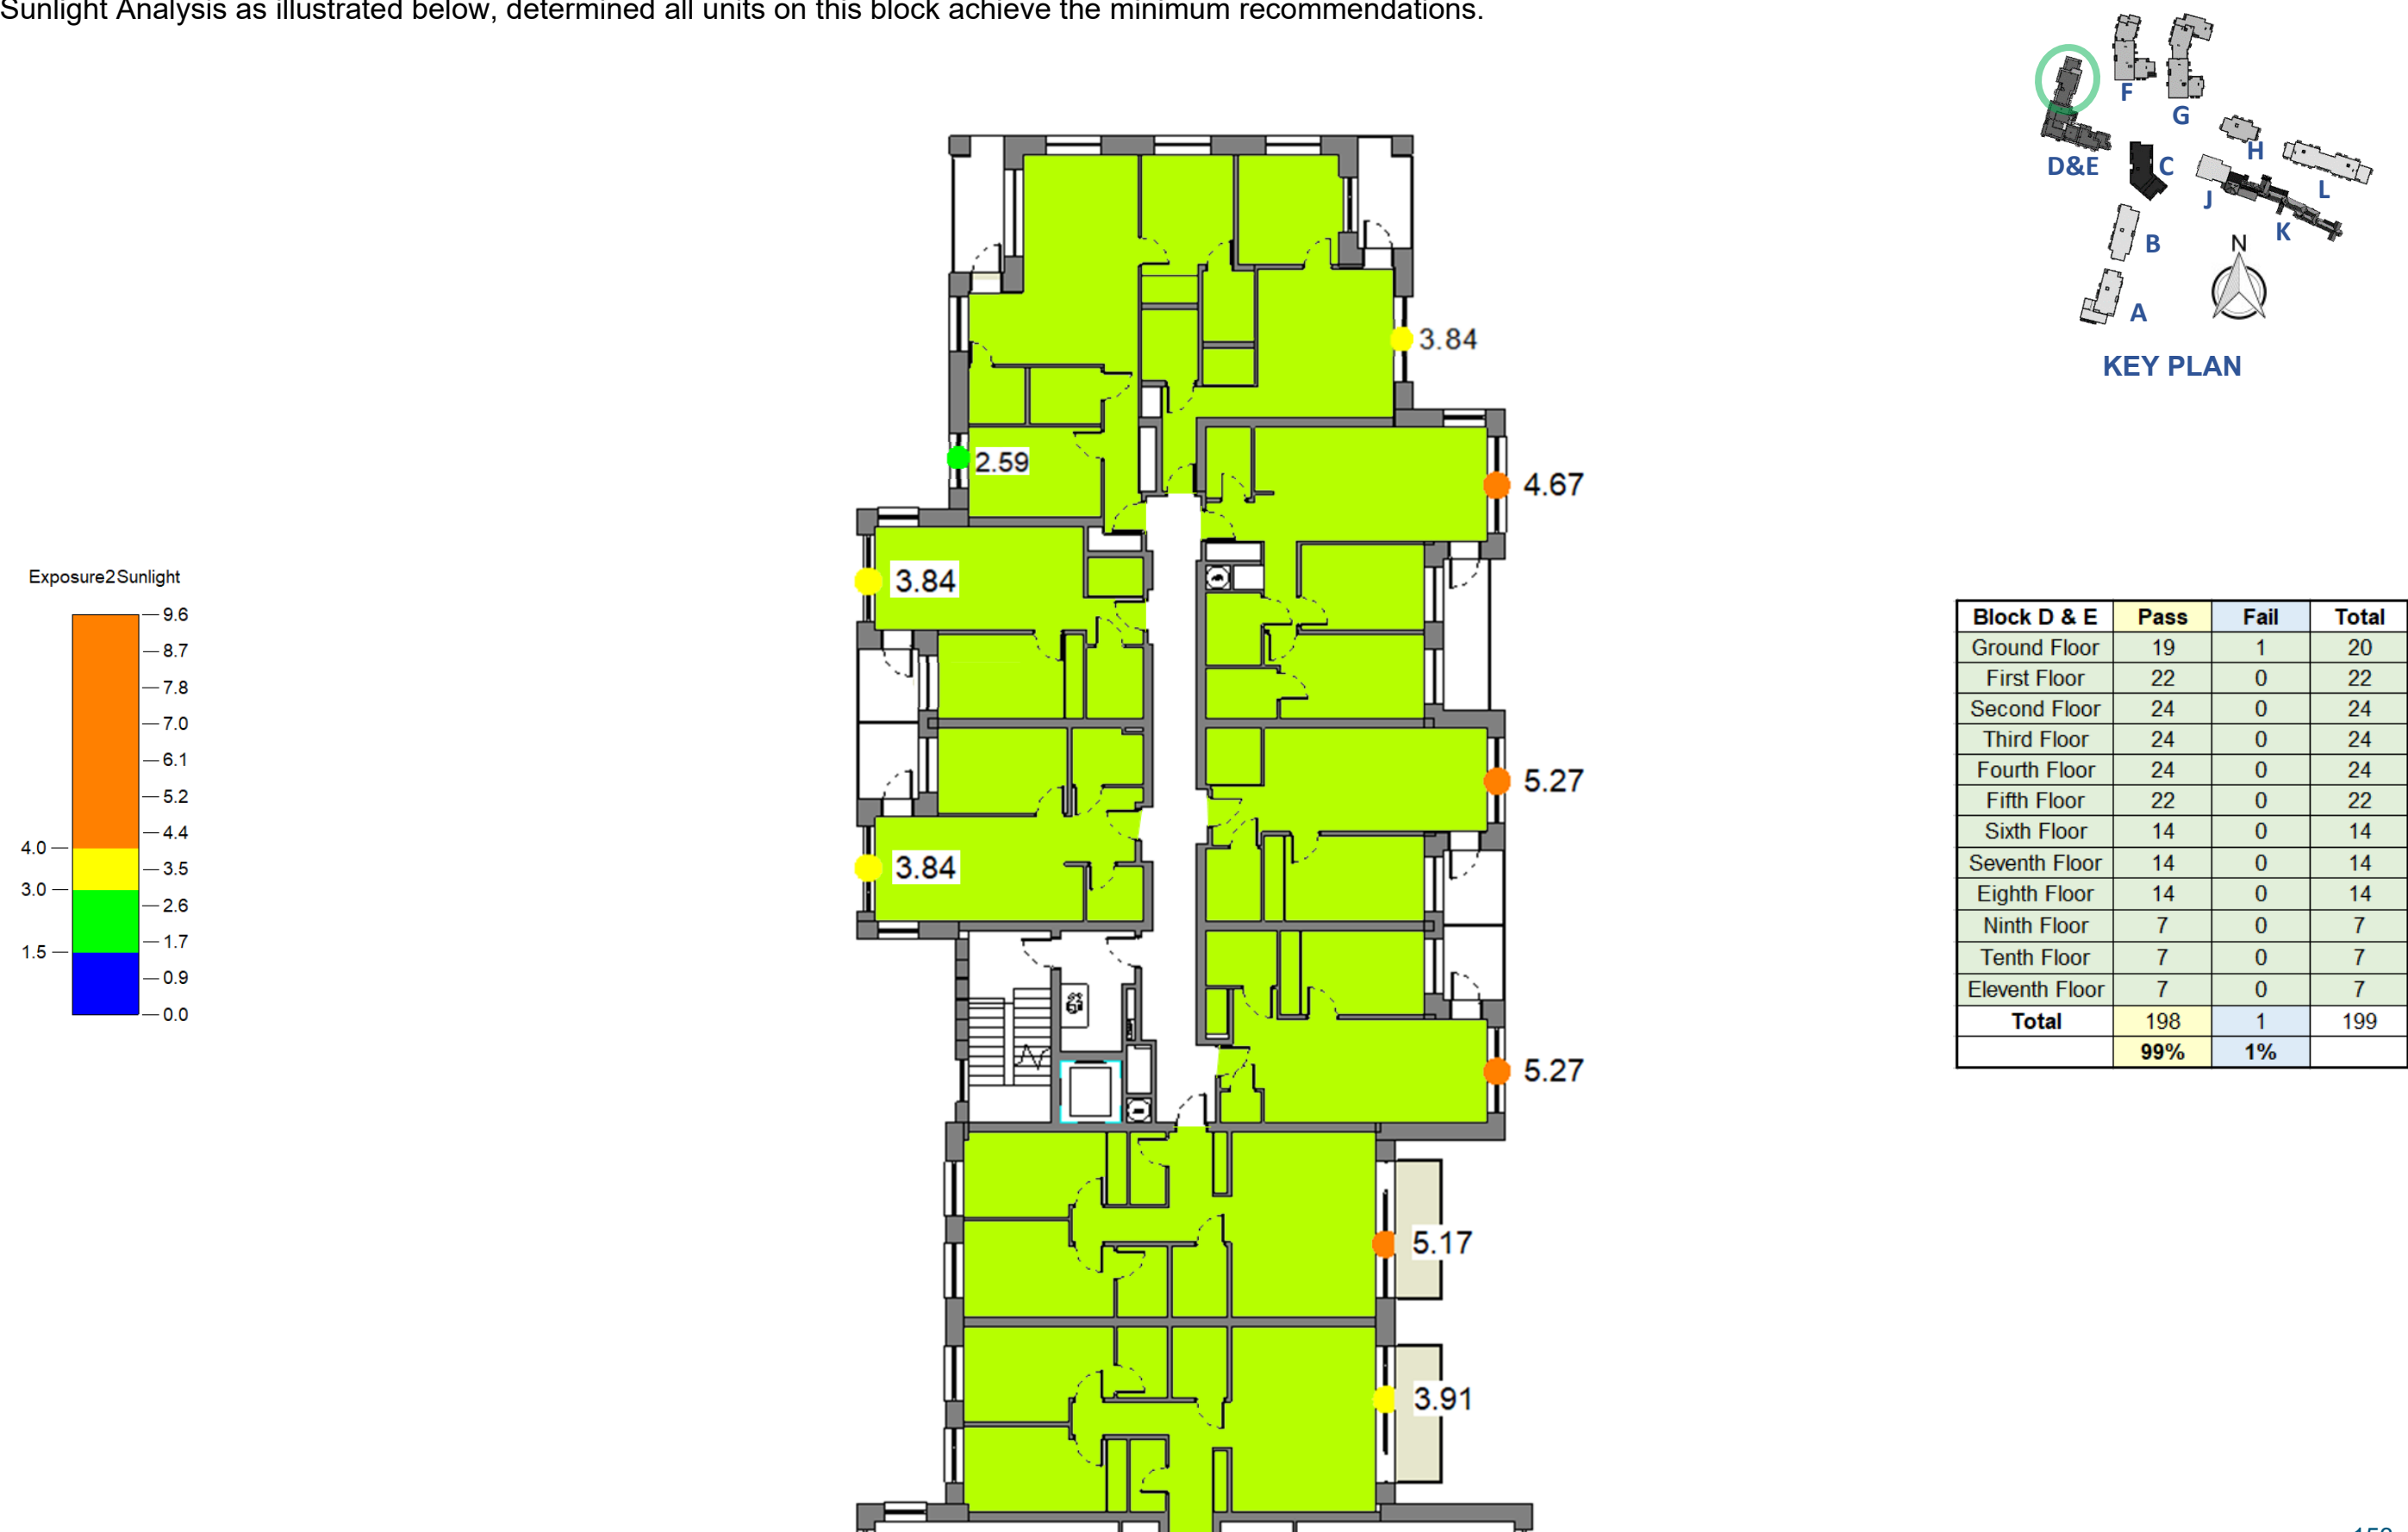 Sunlight Analysis as illustrated below, determined all units on this block achieve the minimum recommendations.
F
G
D&E
C
H
J
L
K
B
A
N
KEY PLAN
3.84
2.59
4.67
3.84
5.27
3.84
5.27
5.17
3.91
Exposure2Sunlight
9.6
8.7
7.8
7.0
6.1
5.2
4.4
4.0
3.5
3.0
2.6
1.7
1.5
0.9
0.0
Block D & E Pass Fail Total
Ground Floor 19 1 20
First Floor 22 0 22
Second Floor 24 0 24
Third Floor 24 0 24
Fourth Floor 24 0 24
Fifth Floor 22 0 22
Sixth Floor 14 0 14
Seventh Floor 14 0 14
Eighth Floor 14 0 14
Ninth Floor 7 0 7
Tenth Floor 7 0 7
Eleventh Floor 7 0 7
Total 198 1 199
99% 1%